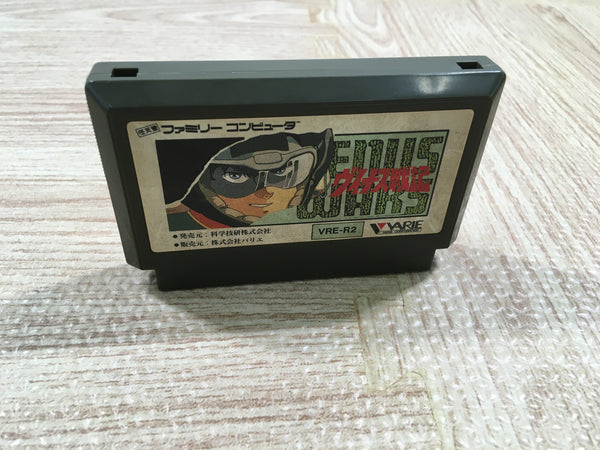 任天堂 ファミリー コンピュータ™
VENUS
ヴイナス戦記
WARS
● 発売元：科学技研株式会社
● 販売元：株式会社バリエ
VRE-R2
VARIE